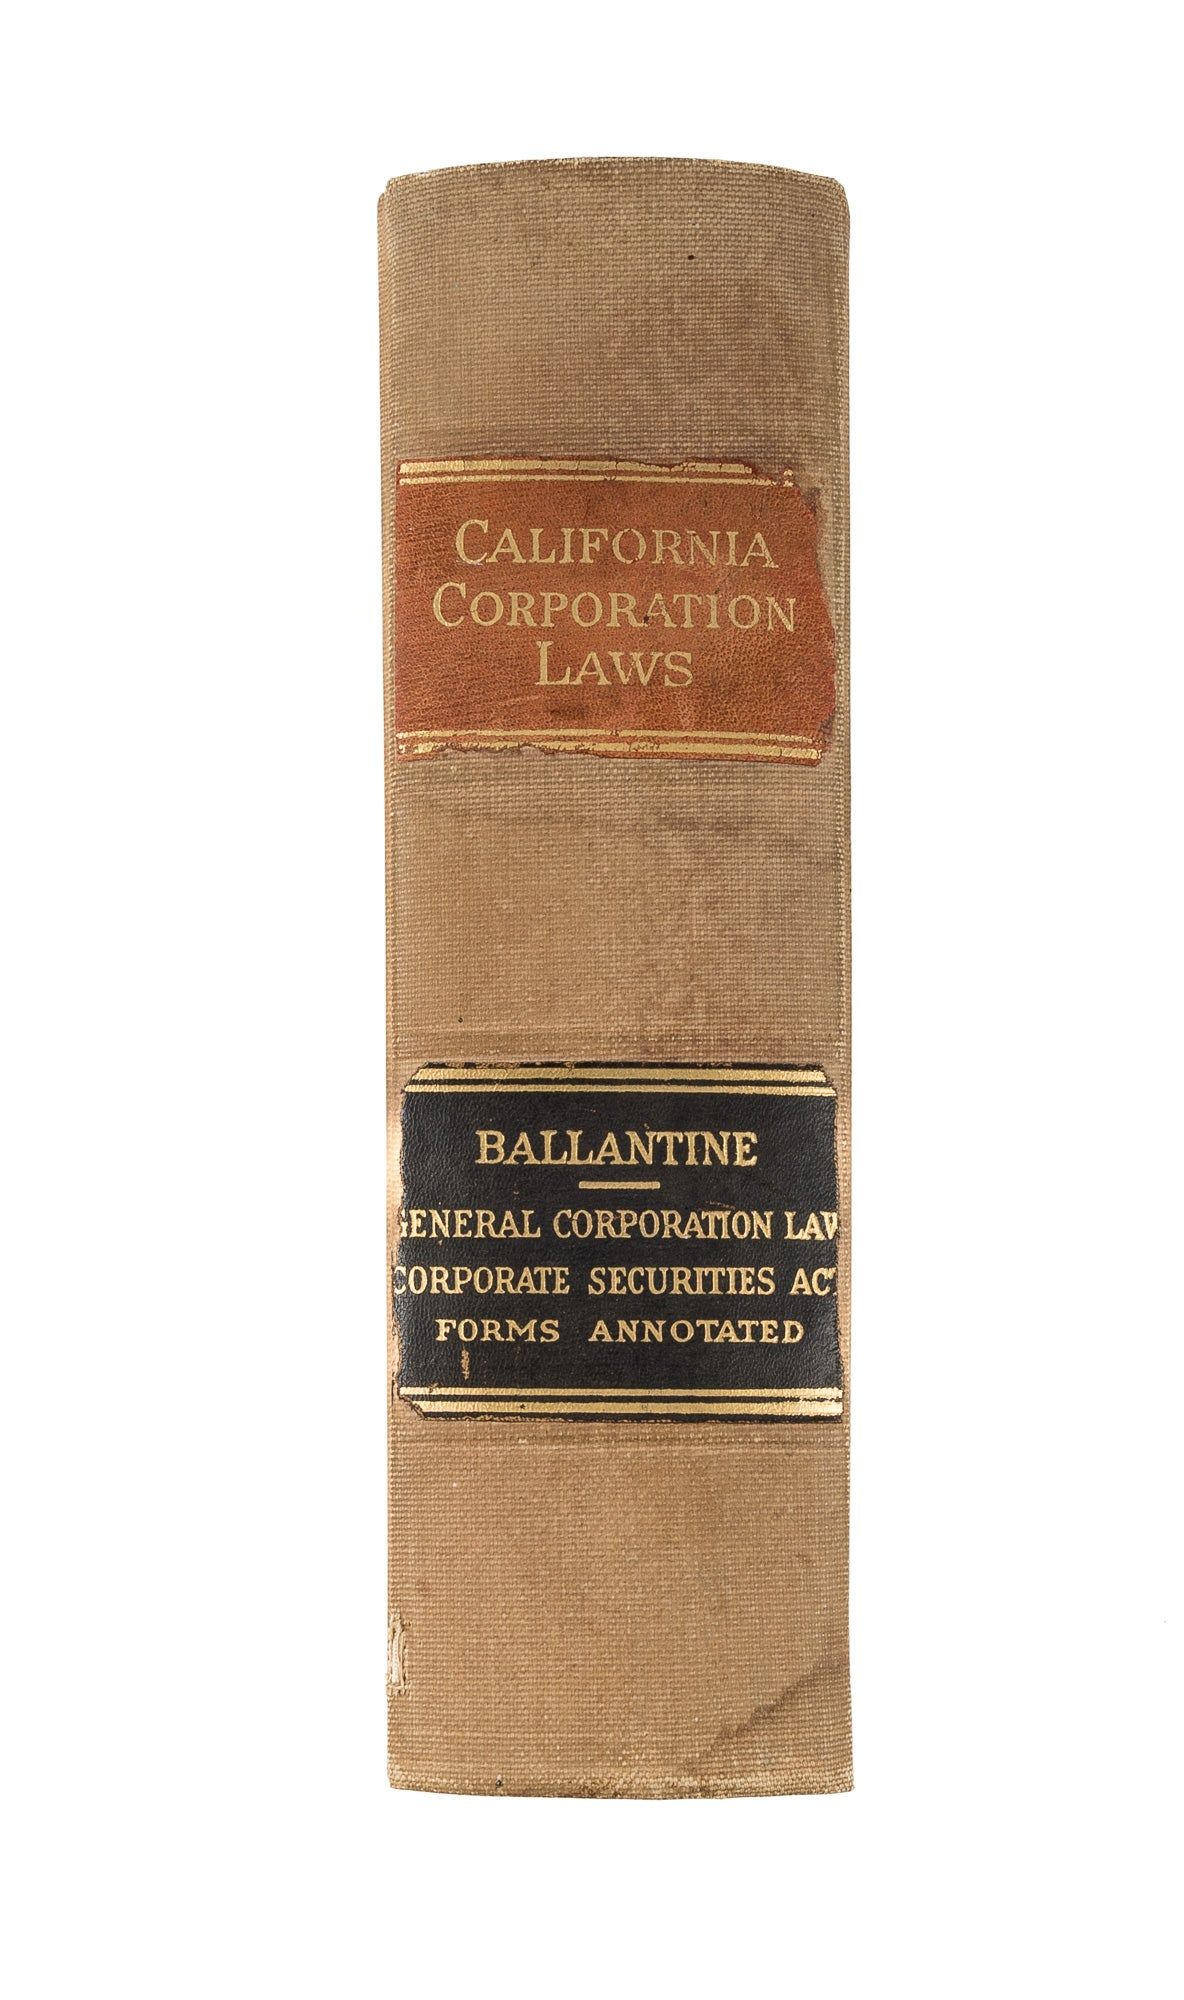 CALIFORNIA
CORPORATION
LAWS
BALLANTINE
GENERAL CORPORATION LAW
CORPORATE SECURITIES ACT
FORMS ANNOTATED